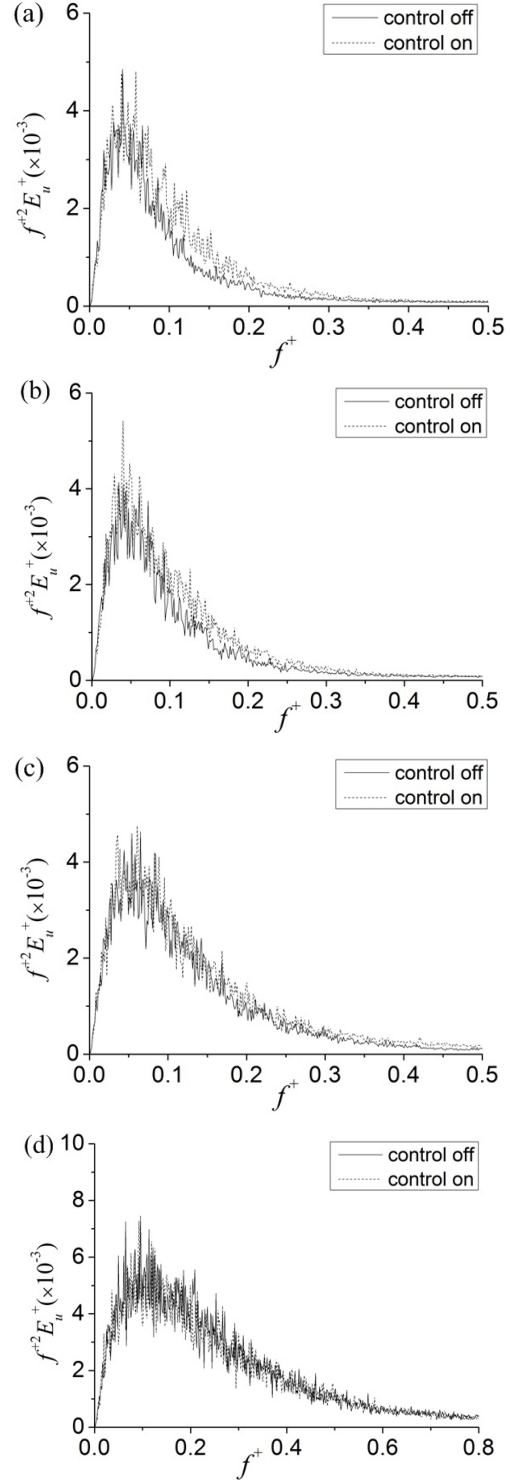 (a)
6
control off
control on
4
2
0
f⁺²Eᵤ⁺(×10⁻³)
0.0 0.1 0.2 0.3 0.4 0.5
f⁺
(b)
6
control off
control on
4
2
0
f⁺²Eᵤ⁺(×10⁻³)
0.0 0.1 0.2 0.3 0.4 0.5
f⁺
(c)
6
control off
control on
4
2
0
f⁺²Eᵤ⁺(×10⁻³)
0.0 0.1 0.2 0.3 0.4 0.5
f⁺
(d)
10
control off
control on
8
6
4
2
0
f⁺²Eᵤ⁺(×10⁻³)
0.0 0.2 0.4 0.6 0.8
f⁺